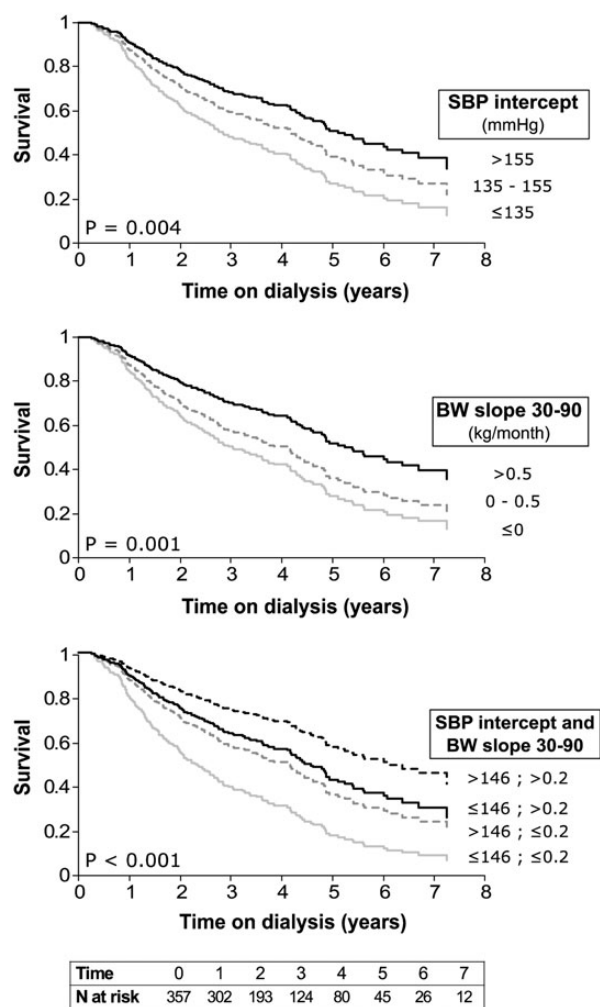 Survival
1
0.8
0.6
0.4
0.2
0
P = 0.004
0 1 2 3 4 5 6 7 8
Time on dialysis (years)
SBP intercept
(mmHg)
>155
135 - 155
≤135
Survival
1
0.8
0.6
0.4
0.2
0
P = 0.001
0 1 2 3 4 5 6 7 8
Time on dialysis (years)
BW slope 30-90
(kg/month)
>0.5
0 - 0.5
≤0
Survival
1
0.8
0.6
0.4
0.2
0
P < 0.001
0 1 2 3 4 5 6 7 8
Time on dialysis (years)
SBP intercept and
BW slope 30-90
>146 ; >0.2
≤146 ; >0.2
>146 ; ≤0.2
≤146 ; ≤0.2
Time 0 1 2 3 4 5 6 7
N at risk 357 302 193 124 80 45 26 12